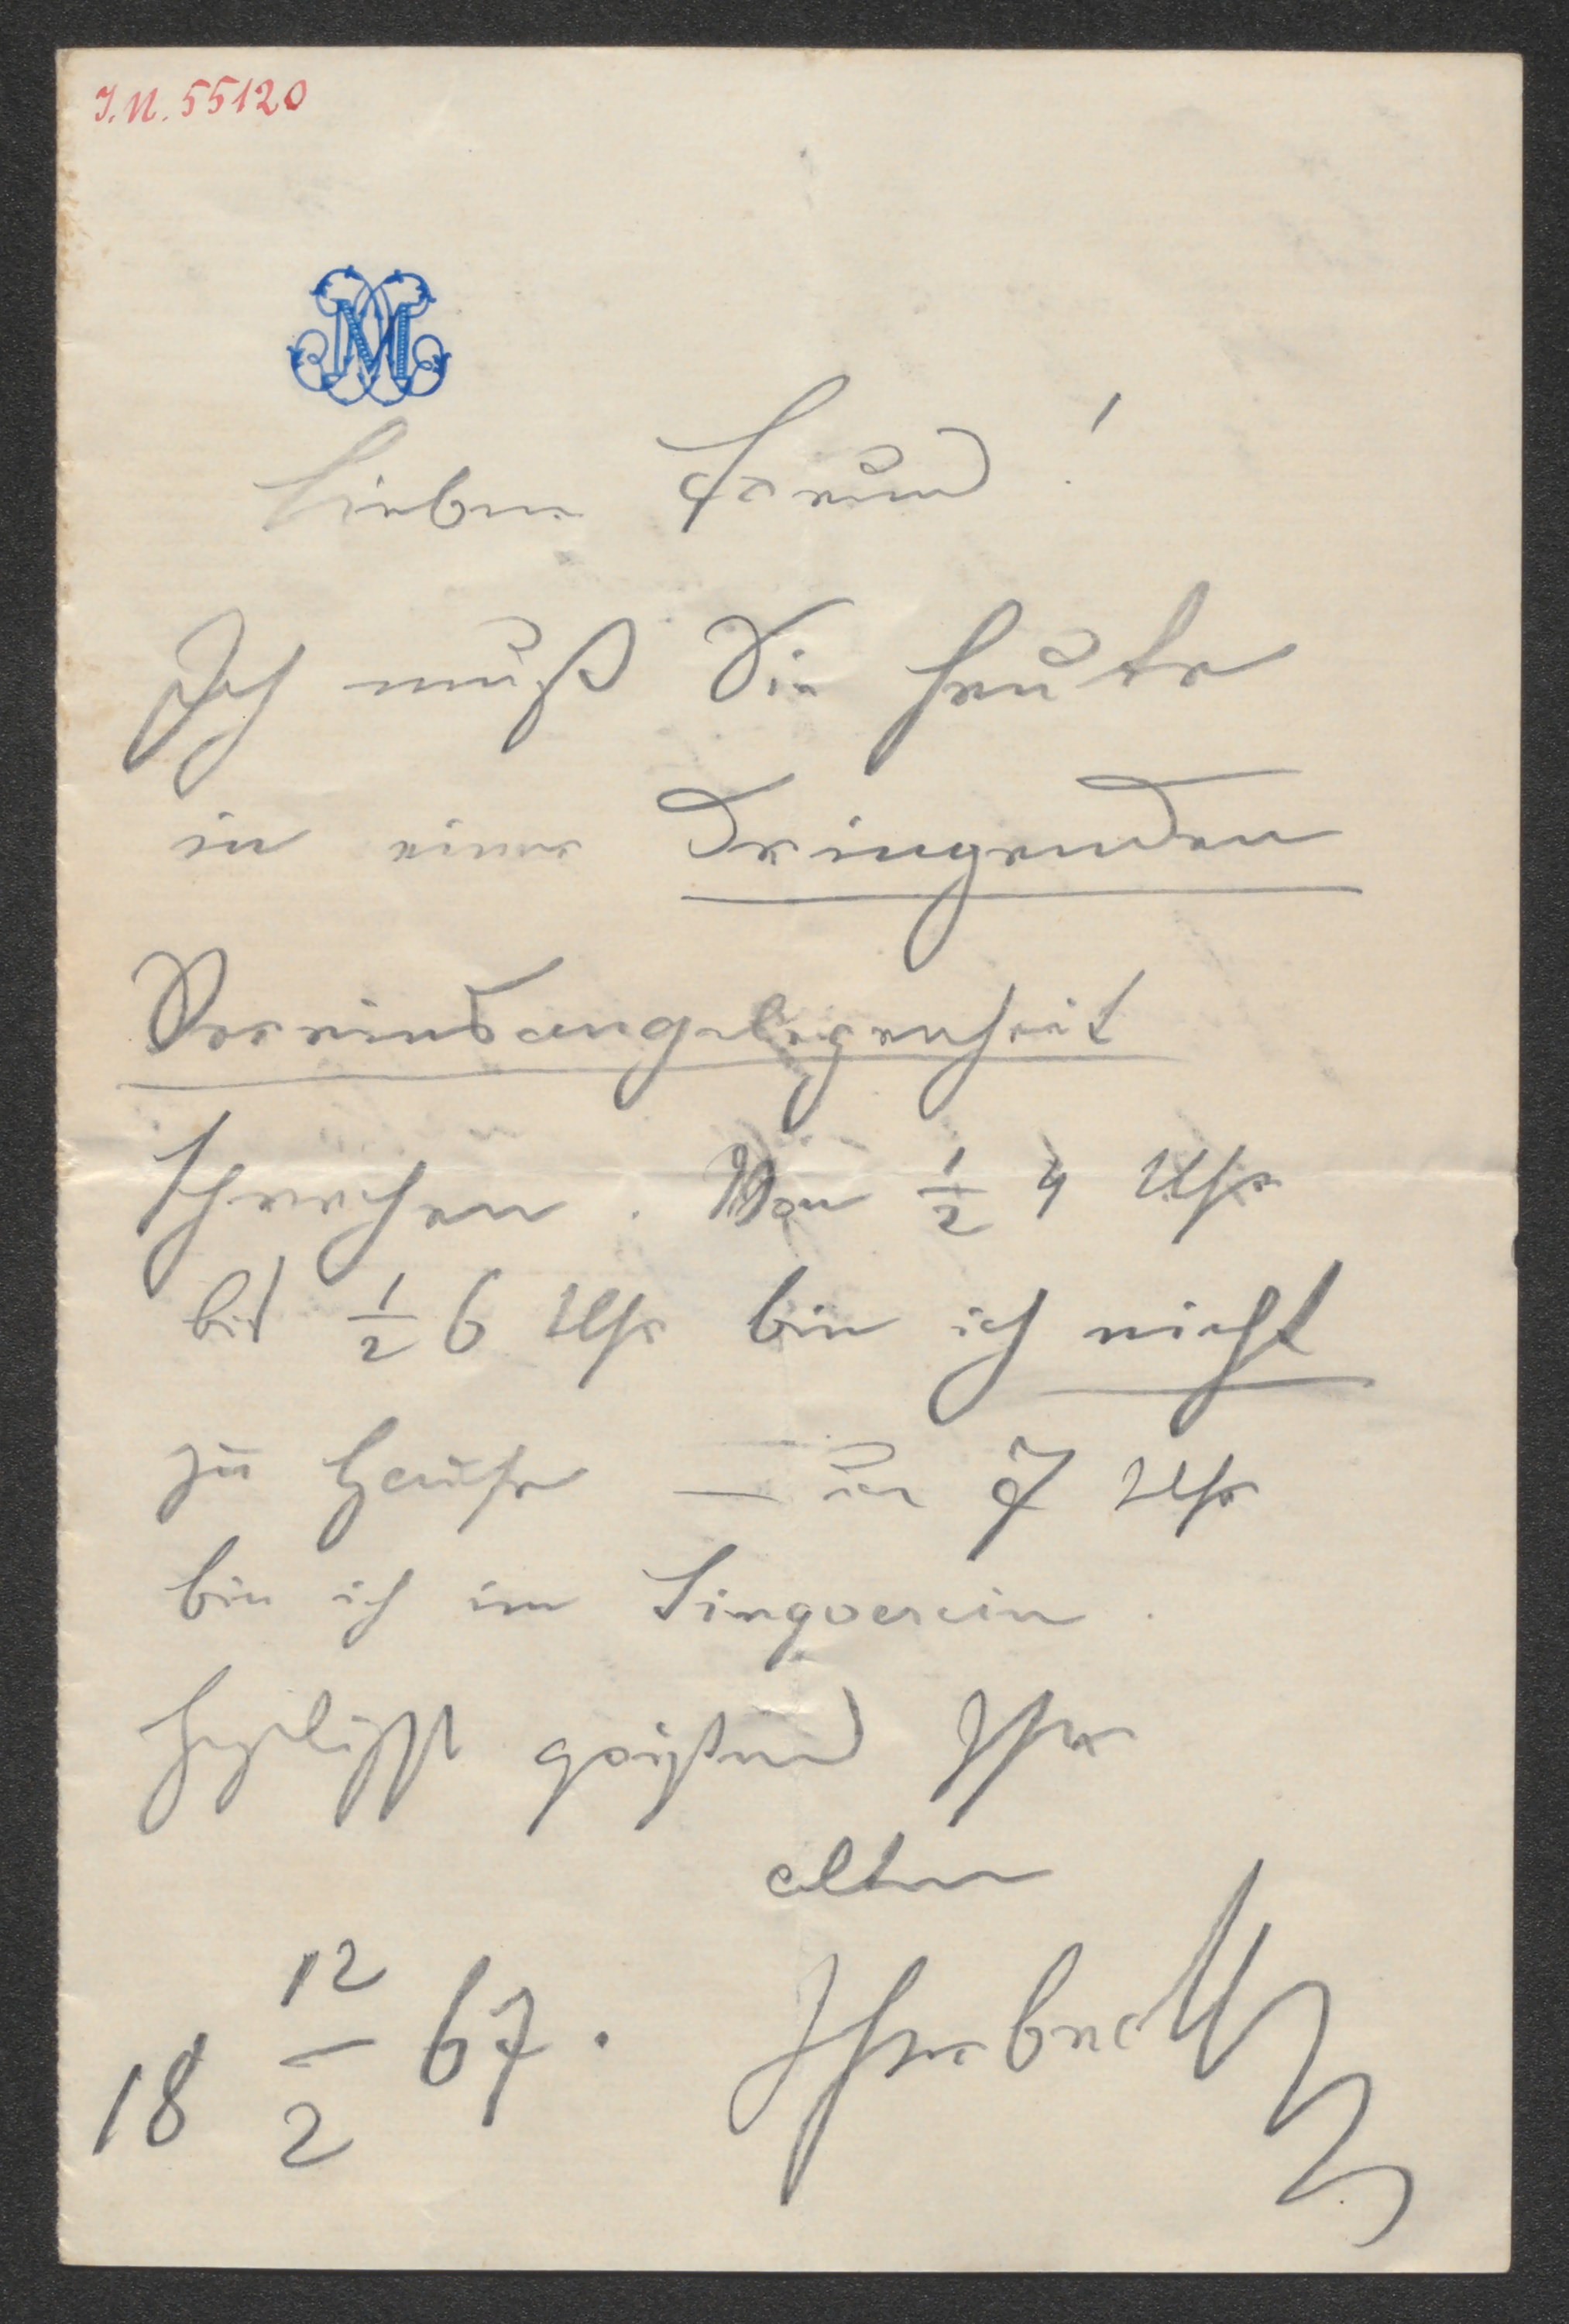 I.N. 55120
M
Lieber Freund!
Ich muß Sie heute
in einer dringenden
Vereinsangelegenheit
sprechen. Von ½ 4 Uhr
bis ½ 6 Uhr bin ich nicht
zu Hause — um 7 Uhr
bin ich im Singverein.
Herzlichst grüßend Ihr
alter
18 12/2 67. Herbeck